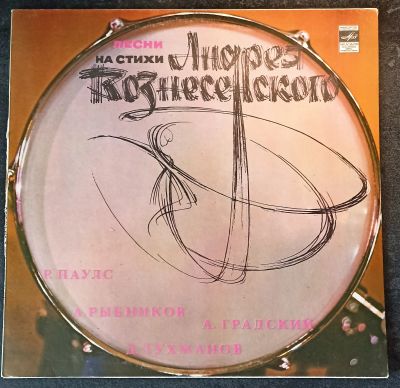 ПЕСНИ
НА СТИХИ Андрея
Вознесенского
Р. ПАУЛС
А. РЫБНИКОВ
А. ГРАДСКИЙ
Д. ТУХМАНОВ